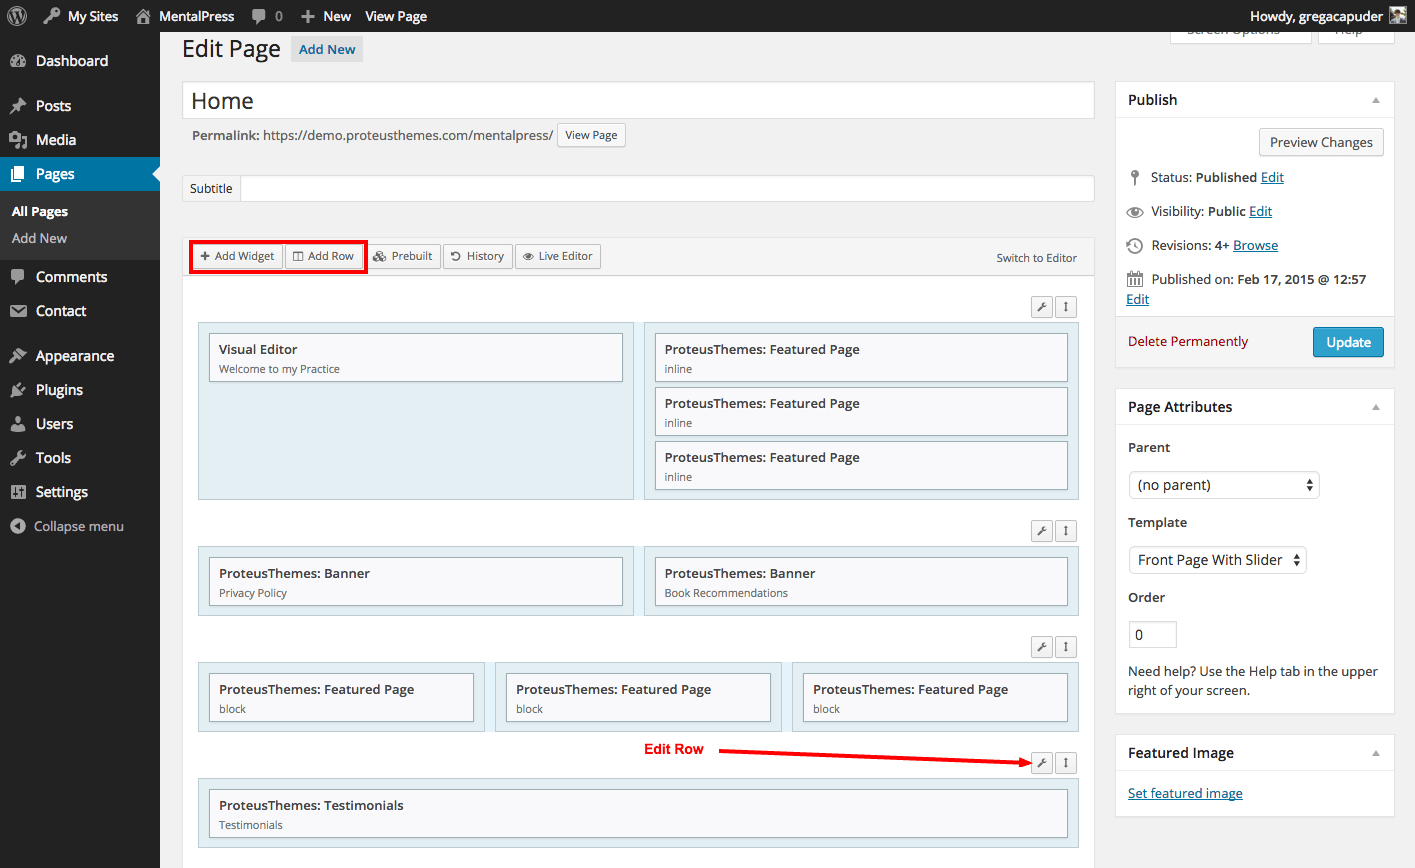 My Sites MentalPress 0 New View Page Howdy, gregacapuder
Dashboard
Posts
Media
Pages
All Pages
Add New
Comments
Contact
Appearance
Plugins
Users
Tools
Settings
Collapse menu
Edit Page Add New
Screen Options Help
Home
Permalink: https://demo.proteusthemes.com/mentalpress/ View Page
Subtitle
Add Widget Add Row Prebuilt History Live Editor Switch to Editor
Visual Editor
Welcome to my Practice
ProteusThemes: Featured Page
inline
ProteusThemes: Featured Page
inline
ProteusThemes: Featured Page
inline
ProteusThemes: Banner
Privacy Policy
ProteusThemes: Banner
Book Recommendations
ProteusThemes: Featured Page
block
ProteusThemes: Featured Page
block
ProteusThemes: Featured Page
block
Edit Row
ProteusThemes: Testimonials
Testimonials
Publish
Preview Changes
Status: Published Edit
Visibility: Public Edit
Revisions: 4+ Browse
Published on: Feb 17, 2015 @ 12:57
Edit
Delete Permanently Update
Page Attributes
Parent
(no parent)
Template
Front Page With Slider
Order
0
Need help? Use the Help tab in the upper
right of your screen.
Featured Image
Set featured image